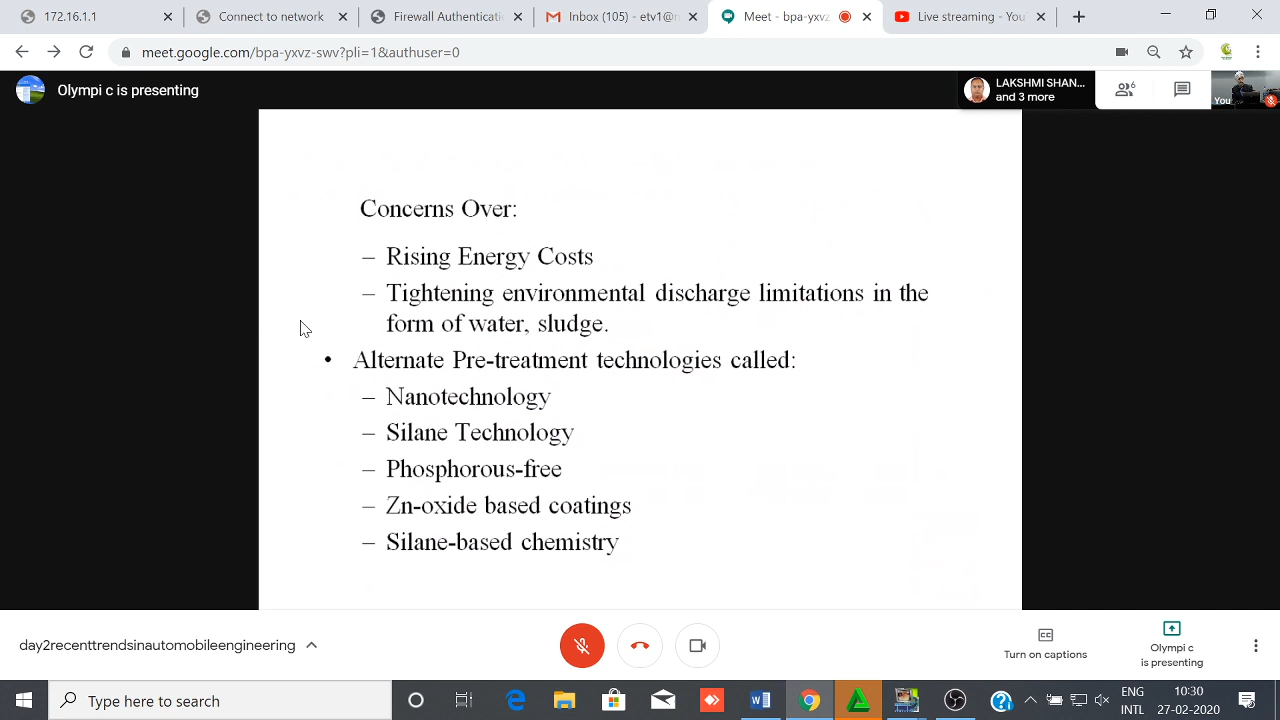 172.16.1.1
Connect to network
Firewall Authenticati
Inbox (105) - etv1@n
Meet - bpa-yxvz
Live streaming - You
meet.google.com/bpa-yxvz-swv?pli=1&authuser=0
Olympi c is presenting
LAKSHMI SHAN...
and 3 more
6
You
Concerns Over:
– Rising Energy Costs
– Tightening environmental discharge limitations in the
form of water, sludge.
• Alternate Pre-treatment technologies called:
– Nanotechnology
– Silane Technology
– Phosphorous-free
– Zn-oxide based coatings
– Silane-based chemistry
day2recenttrendsinautomobileengineering
CC
Turn on captions
Olympi c
is presenting
Type here to search
ENG
INTL
10:30
27-02-2020